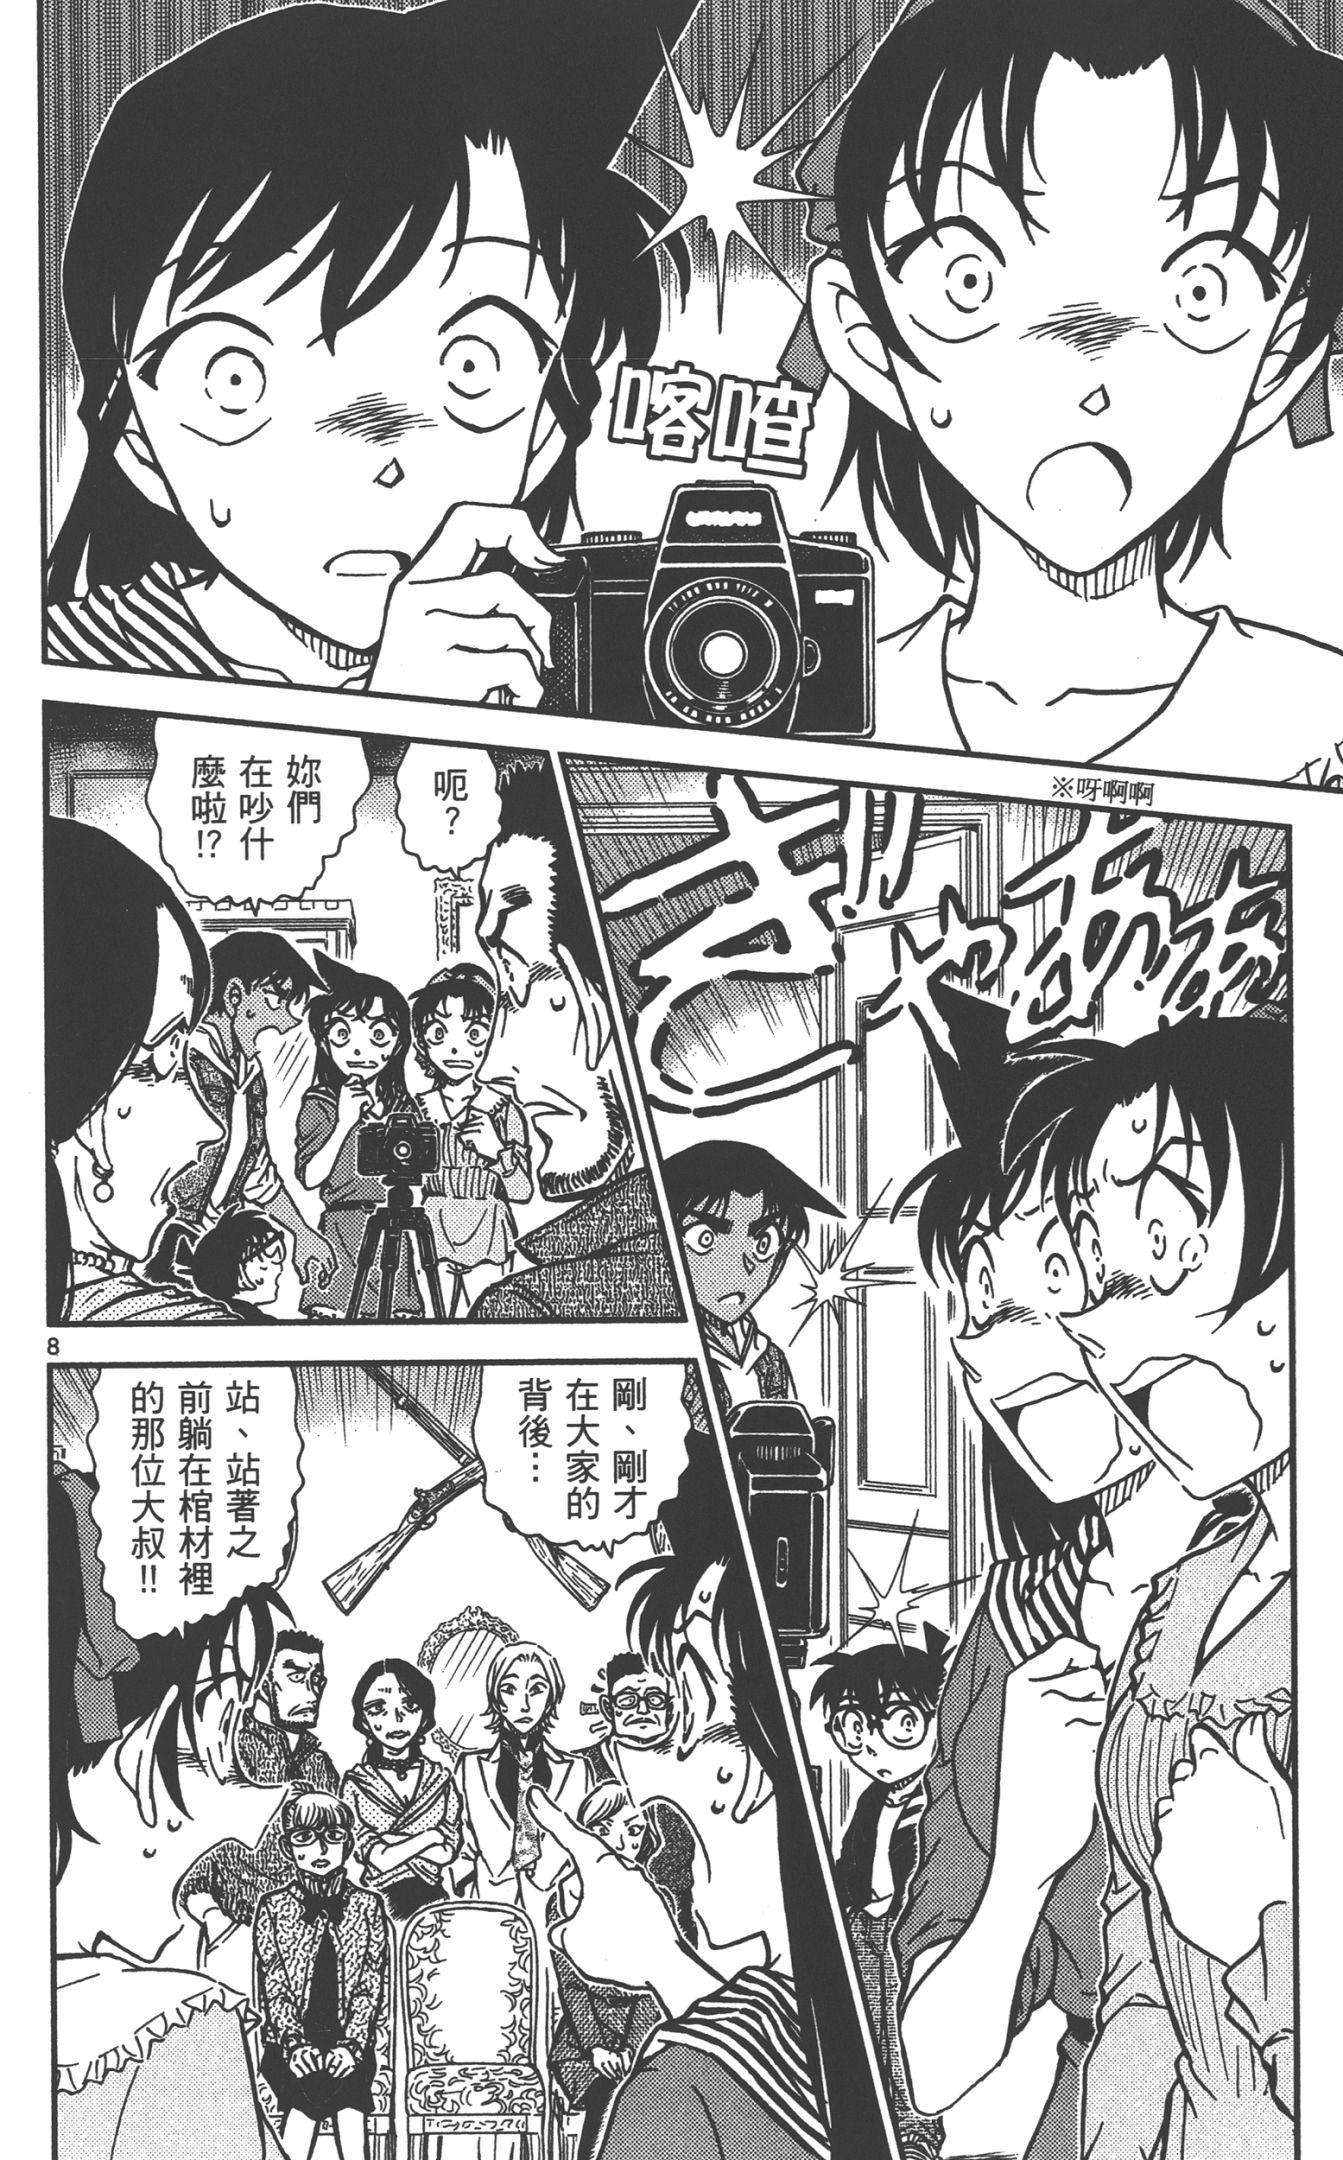 喀喳
※呀啊啊
きゃああああ!!
呃?
妳們
在吵什
麼啦!?
剛、剛才
在大家的
背後…
站、站著之
前躺在棺材裡
的那位大叔!!
8